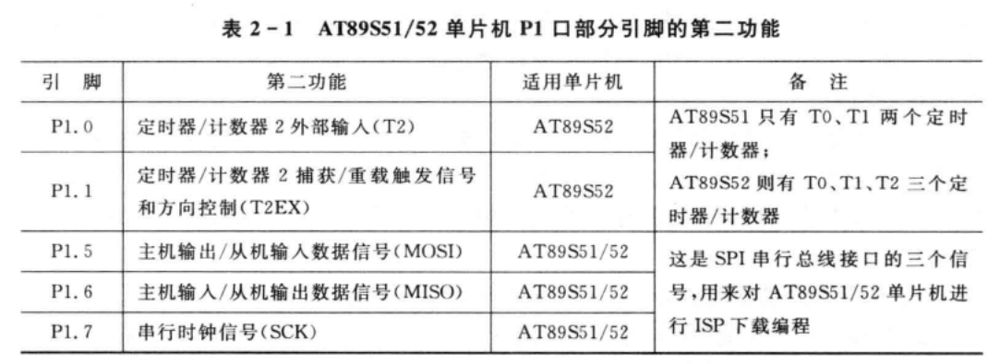 表 2-1 AT89S51/52 单片机 P1 口部分引脚的第二功能
引 脚 第二功能 适用单片机 备 注
P1.0 定时器/计数器 2 外部输入(T2) AT89S52
P1.1 定时器/计数器 2 捕获/重载触发信号
和方向控制(T2EX) AT89S52
AT89S51 只有 T0、T1 两个定时
器/计数器；
AT89S52 则有 T0、T1、T2 三个定
时器/计数器
P1.5 主机输出/从机输入数据信号(MOSI) AT89S51/52
P1.6 主机输入/从机输出数据信号(MISO) AT89S51/52
P1.7 串行时钟信号(SCK) AT89S51/52
这是 SPI 串行总线接口的三个信
号,用来对 AT89S51/52 单片机进
行 ISP 下载编程